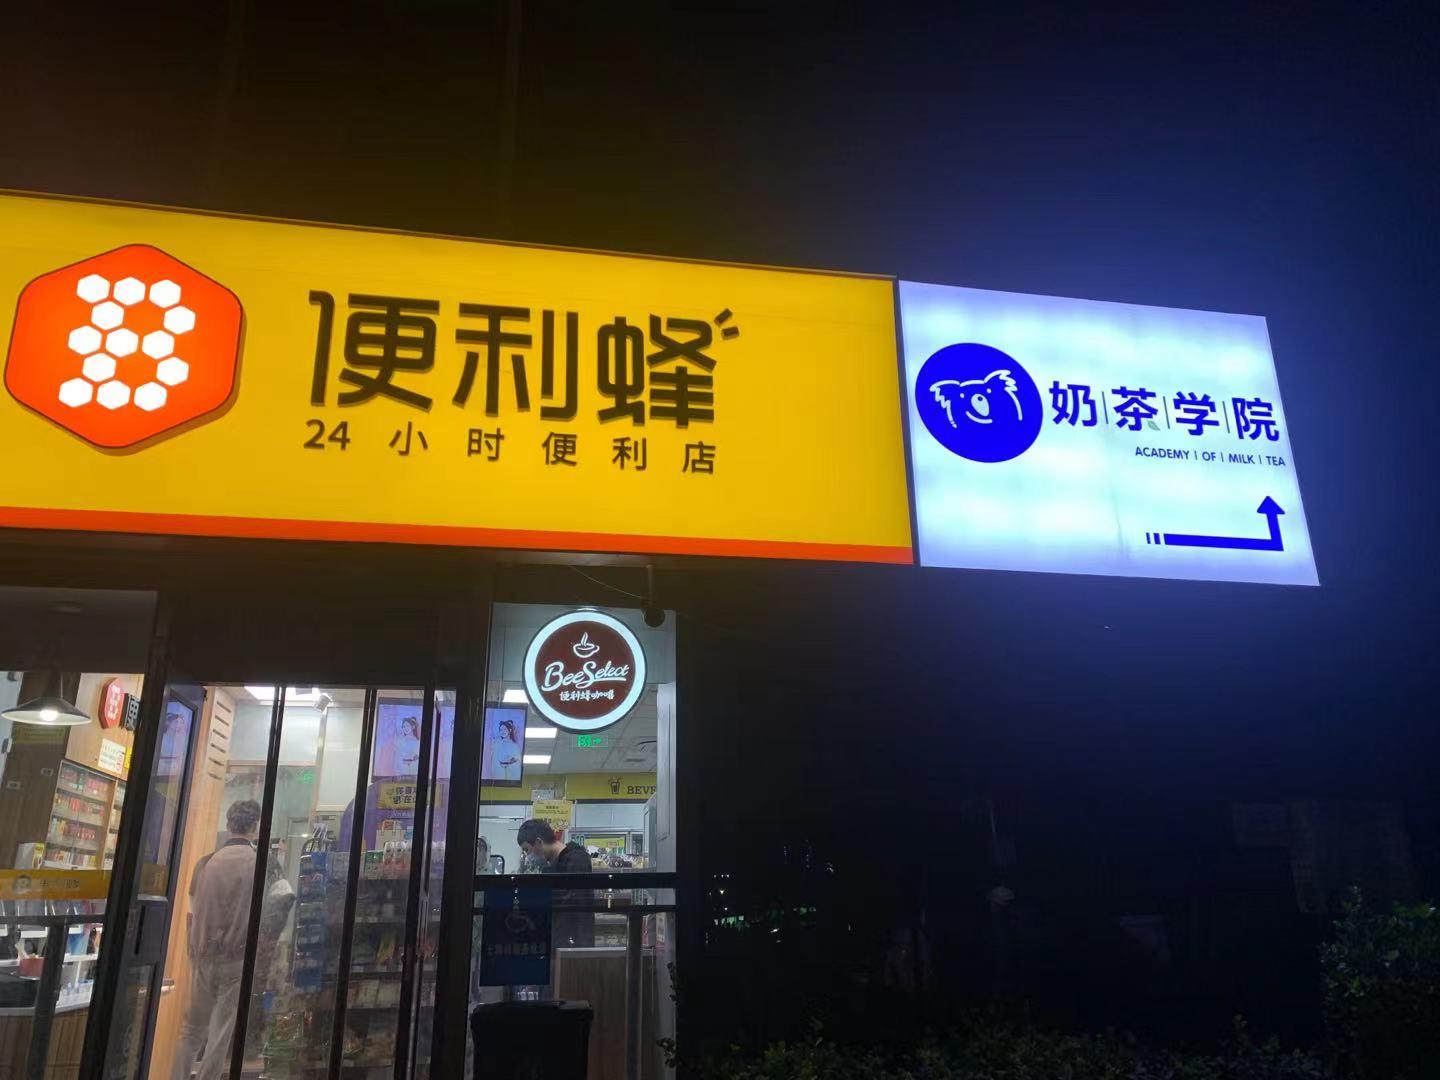 便利蜂
24小时便利店
奶|茶|学|院
ACADEMY | OF | MILK | TEA
BeeSelect
便利蜂咖啡
BEVE